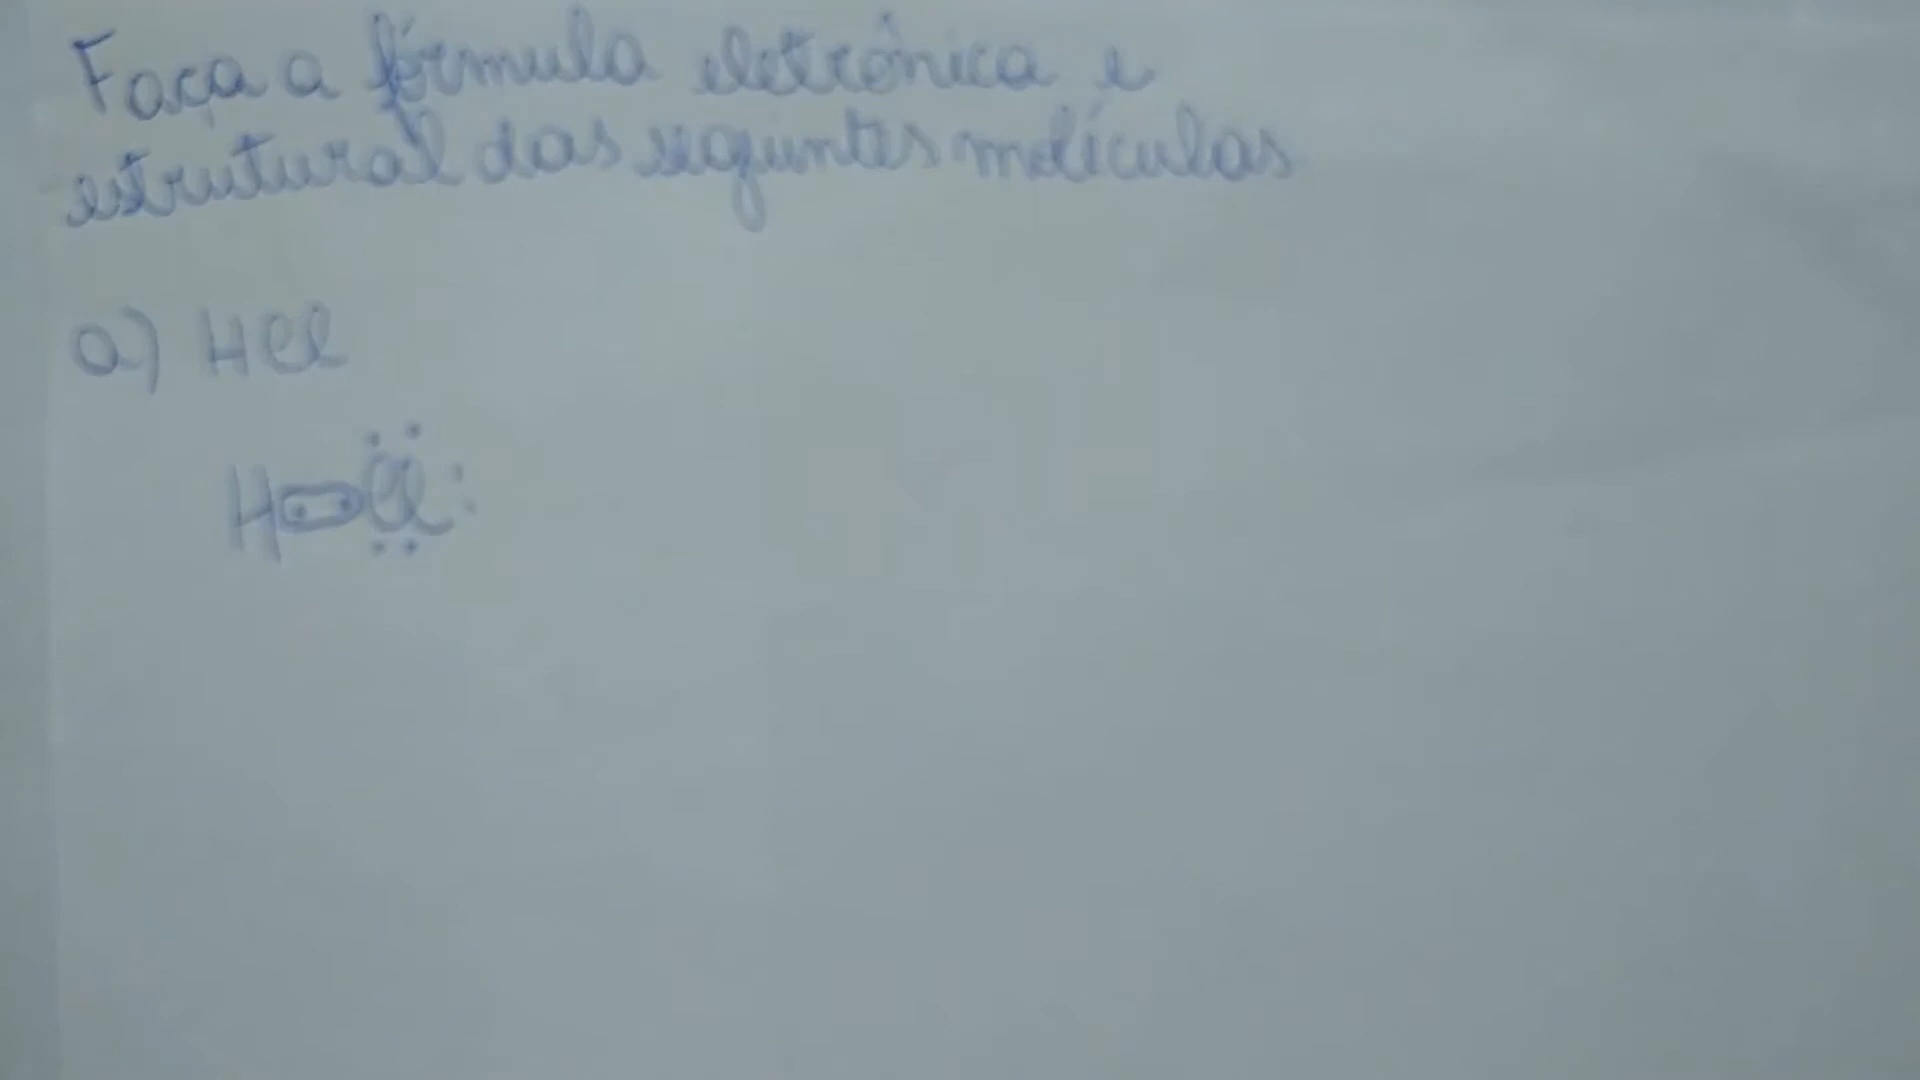 Faça a fórmula eletrônica e
estrutural das seguintes moléculas
a) HCl
H Cl